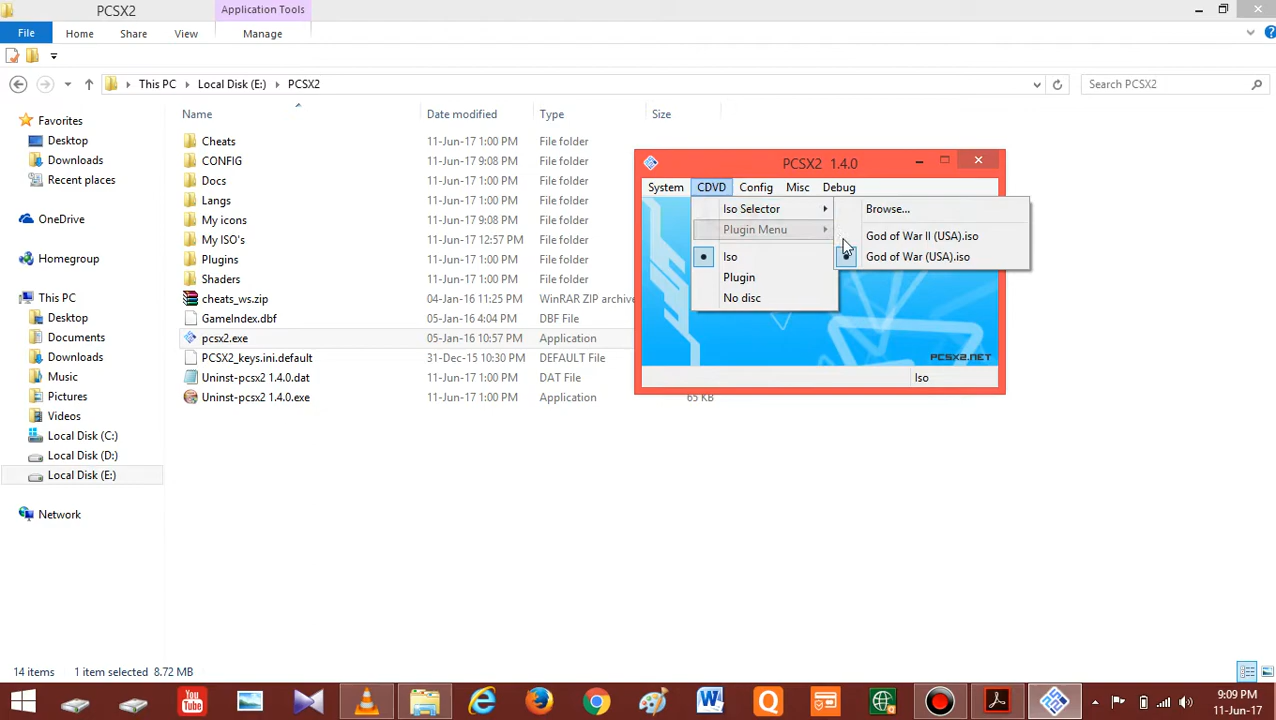 PCSX2
Application Tools
File
Home
Share
View
Manage
This PC
Local Disk (E:)
PCSX2
Search PCSX2
Favorites
Desktop
Downloads
Recent places
OneDrive
Homegroup
This PC
Desktop
Documents
Downloads
Music
Pictures
Videos
Local Disk (C:)
Local Disk (D:)
Local Disk (E:)
Network
Name Date modified Type Size
Cheats 11-Jun-17 1:00 PM File folder
CONFIG 11-Jun-17 9:08 PM File folder
Docs 11-Jun-17 1:00 PM File folder
Langs 11-Jun-17 1:00 PM File folder
My icons 11-Jun-17 9:08 PM File folder
My ISO's 11-Jun-17 12:57 PM File folder
Plugins 11-Jun-17 1:00 PM File folder
Shaders 11-Jun-17 1:00 PM File folder
cheats_ws.zip 04-Jan-16 11:25 PM WinRAR ZIP archive
GameIndex.dbf 05-Jan-16 4:04 PM DBF File
pcsx2.exe 05-Jan-16 10:57 PM Application
PCSX2_keys.ini.default 31-Dec-15 10:30 PM DEFAULT File
Uninst-pcsx2 1.4.0.dat 11-Jun-17 1:00 PM DAT File
Uninst-pcsx2 1.4.0.exe 11-Jun-17 1:00 PM Application 65 KB
PCSX2 1.4.0
System CDVD Config Misc Debug
Iso Selector
Plugin Menu
Iso
Plugin
No disc
Browse...
God of War II (USA).iso
God of War (USA).iso
PCSX2.NET
Iso
14 items 1 item selected 8.72 MB
You
Tube
W
Q
9:09 PM
11-Jun-17